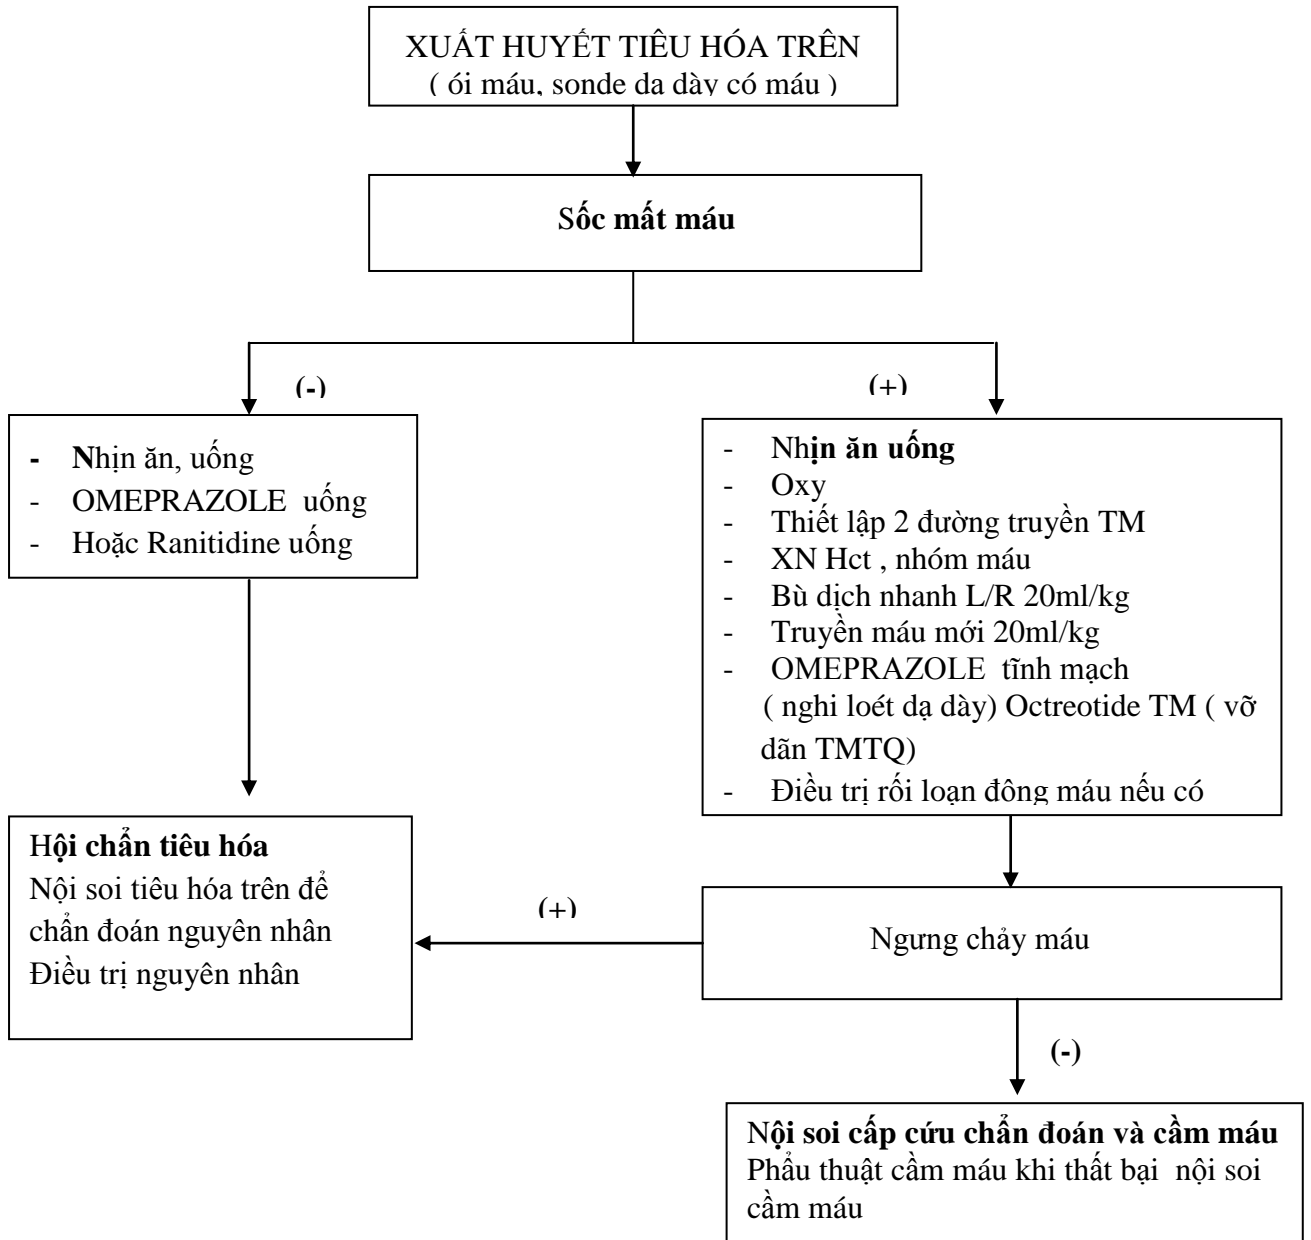 XUẤT HUYẾT TIÊU HÓA TRÊN
( ói máu, sonde dạ dày có máu )
Sốc mất máu
(-)
(+)
- Nhịn ăn, uống
- OMEPRAZOLE uống
- Hoặc Ranitidine uống
- Nhịn ăn uống
- Oxy
- Thiết lập 2 đường truyền TM
- XN Hct , nhóm máu
- Bù dịch nhanh L/R 20ml/kg
- Truyền máu mới 20ml/kg
- OMEPRAZOLE tĩnh mạch
( nghi loét dạ dày) Octreotide TM ( vỡ
dãn TMTQ)
- Điều trị rối loạn đông máu nếu có
Hội chẩn tiêu hóa
Nội soi tiêu hóa trên để
chẩn đoán nguyên nhân
Điều trị nguyên nhân
(+)
Ngưng chảy máu
(-)
Nội soi cấp cứu chẩn đoán và cầm máu
Phẩu thuật cầm máu khi thất bại nội soi
cầm máu